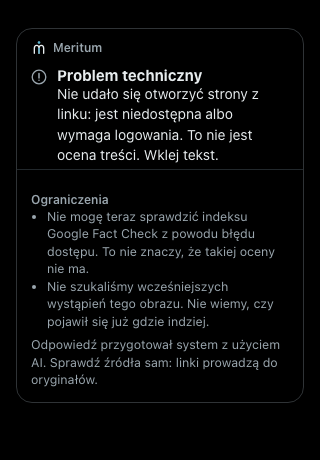 Meritum
Problem techniczny
Nie udało się otworzyć strony z
linku: jest niedostępna albo
wymaga logowania. To nie jest
ocena treści. Wklej tekst.
Ograniczenia
• Nie mogę teraz sprawdzić indeksu
Google Fact Check z powodu błędu
dostępu. To nie znaczy, że takiej oceny
nie ma.
• Nie szukaliśmy wcześniejszych
wystąpień tego obrazu. Nie wiemy, czy
pojawił się już gdzie indziej.
Odpowiedź przygotował system z użyciem
AI. Sprawdź źródła sam: linki prowadzą do
oryginałów.